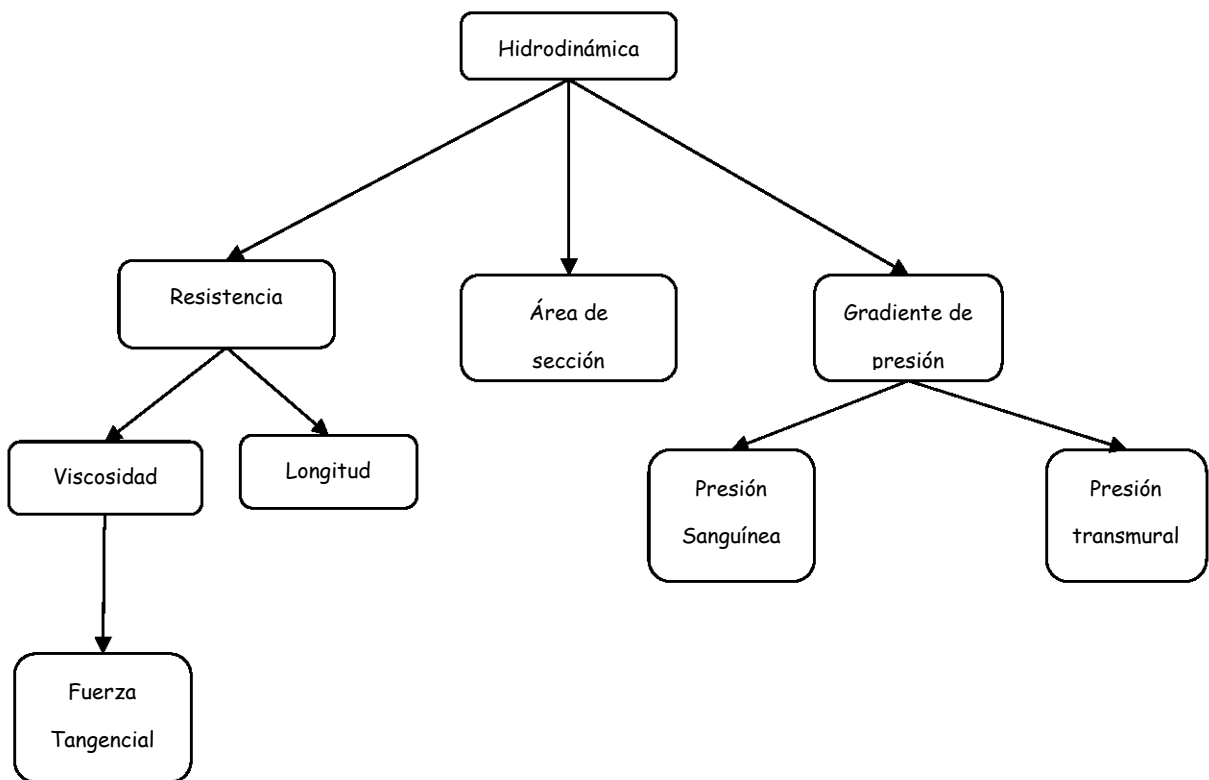 Hidrodinámica
Resistencia
Área de
sección
Gradiente de
presión
Viscosidad
Longitud
Presión
Sanguínea
Presión
transmural
Fuerza
Tangencial